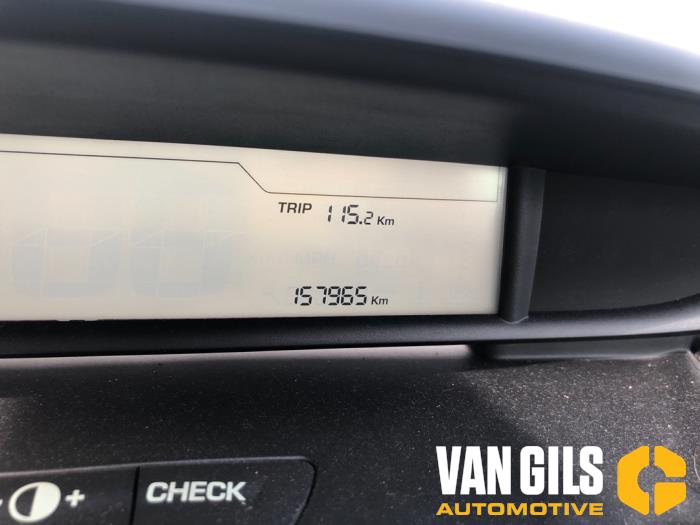 TRIP 115.2 Km
157965 Km
+ CHECK
VAN GILS
AUTOMOTIVE